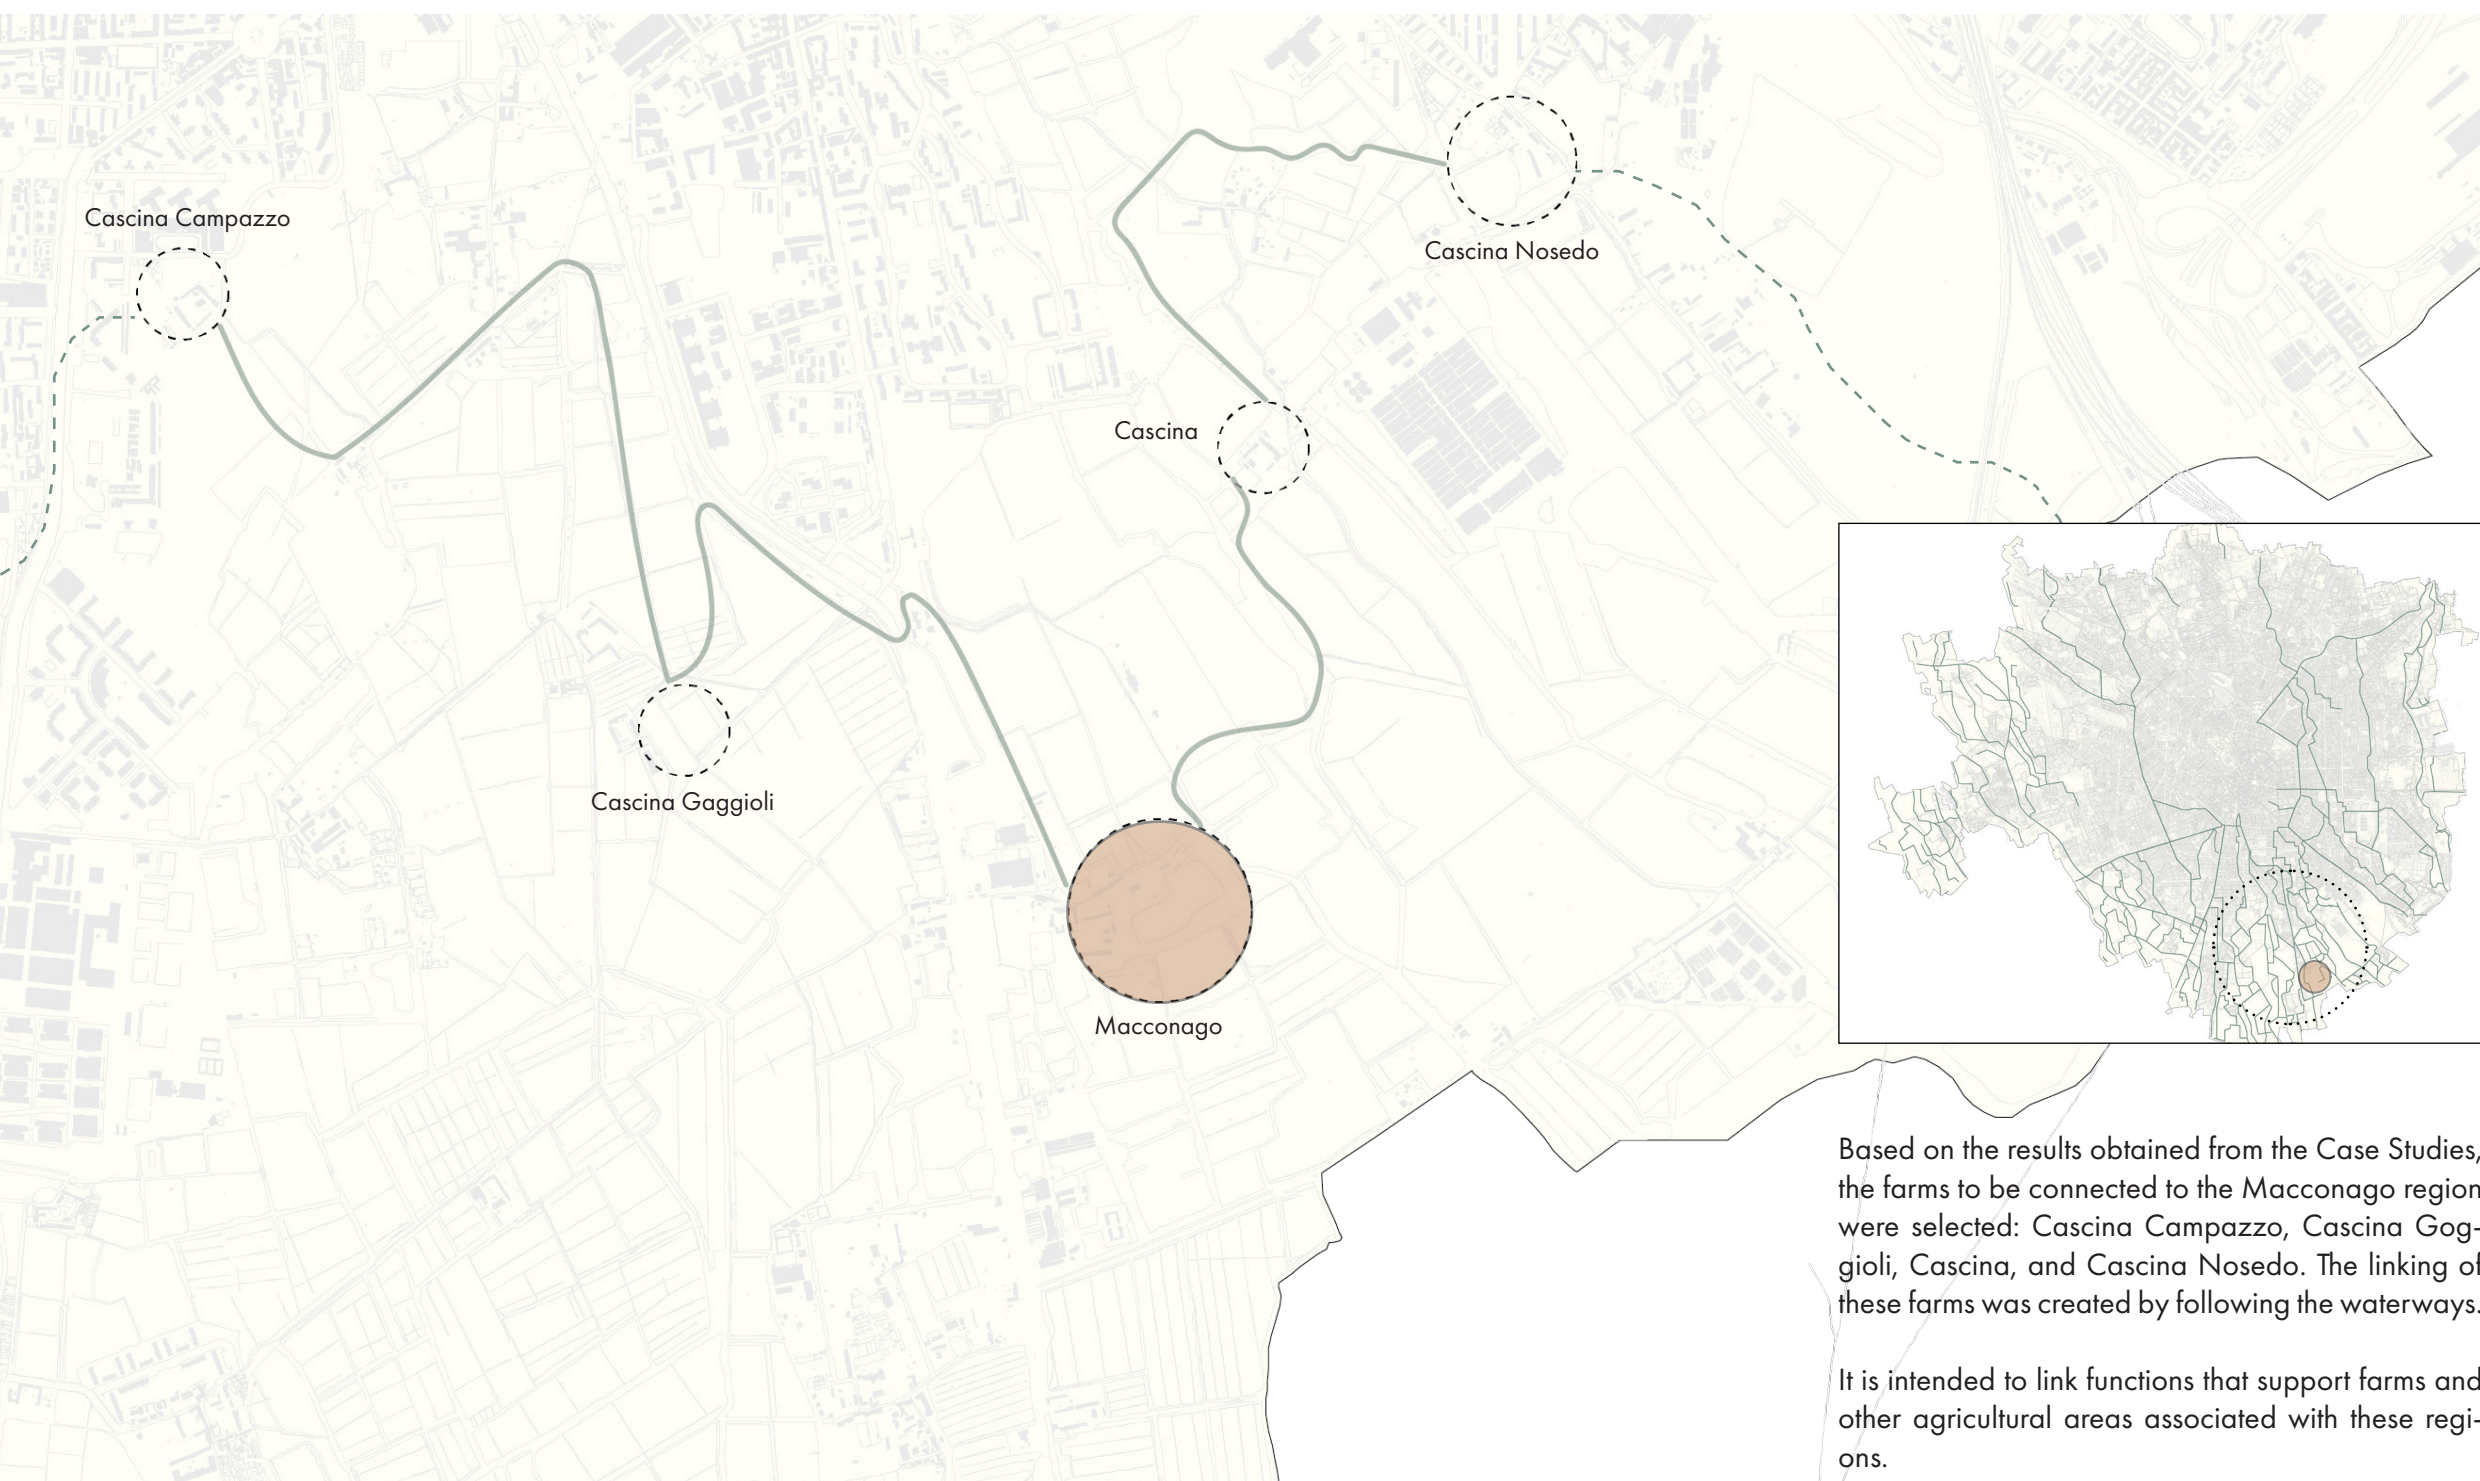 Cascina Campazzo
Cascina Nosedo
Cascina
Cascina Gaggioli
Macconago
Based on the results obtained from the Case Studies,
the farms to be connected to the Macconago region
were selected: Cascina Campazzo, Cascina Gog-
gioli, Cascina, and Cascina Nosedo. The linking of
these farms was created by following the waterways.
It is intended to link functions that support farms and
other agricultural areas associated with these regi-
ons.